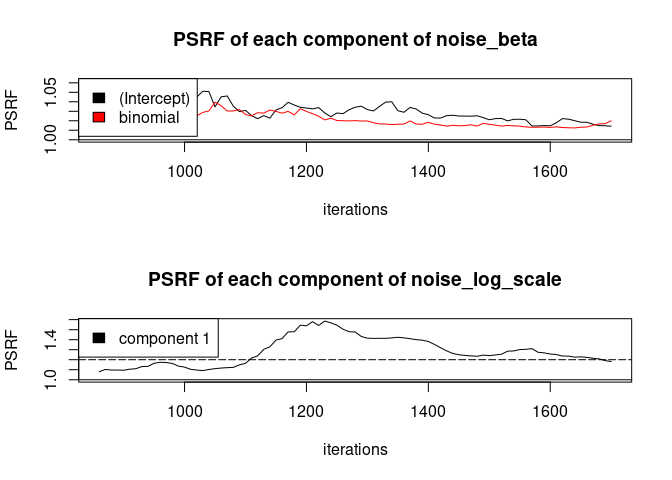 PSRF of each component of noise_beta
PSRF
1.00 1.05
(Intercept)
binomial
1000 1200 1400 1600
iterations
PSRF of each component of noise_log_scale
PSRF
1.0 1.4
component 1
1000 1200 1400 1600
iterations